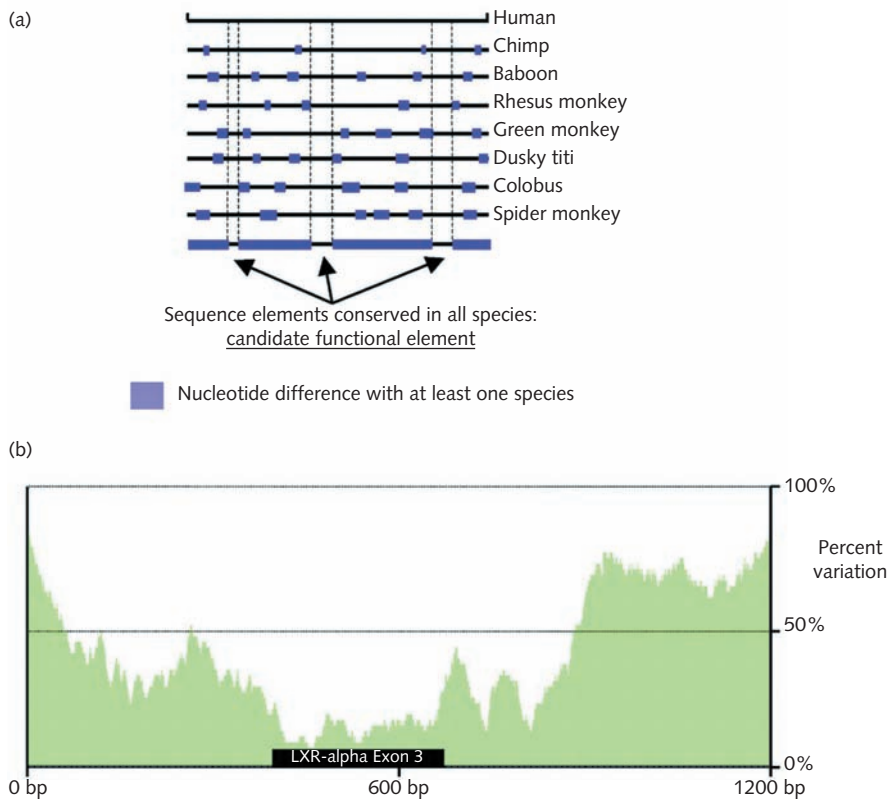 (a)
Human
Chimp
Baboon
Rhesus monkey
Green monkey
Dusky titi
Colobus
Spider monkey
Sequence elements conserved in all species:
candidate functional element
Nucleotide difference with at least one species
(b)
100%
Percent
variation
50%
LXR-alpha Exon 3
0%
0 bp
600 bp
1200 bp